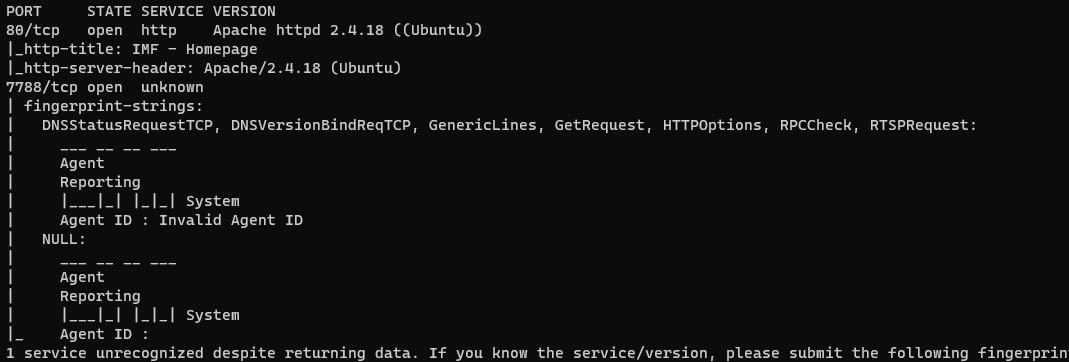 PORT     STATE SERVICE VERSION
80/tcp   open  http    Apache httpd 2.4.18 ((Ubuntu))
|_http-title: IMF - Homepage
|_http-server-header: Apache/2.4.18 (Ubuntu)
7788/tcp open  unknown
| fingerprint-strings:
|   DNSStatusRequestTCP, DNSVersionBindReqTCP, GenericLines, GetRequest, HTTPOptions, RPCCheck, RTSPRequest:
|     ___ __ __ ___
|     Agent
|     Reporting
|     |___|_| |_|_| System
|     Agent ID : Invalid Agent ID
|   NULL:
|     ___ __ __ ___
|     Agent
|     Reporting
|     |___|_| |_|_| System
|_    Agent ID :
1 service unrecognized despite returning data. If you know the service/version, please submit the following fingerprin